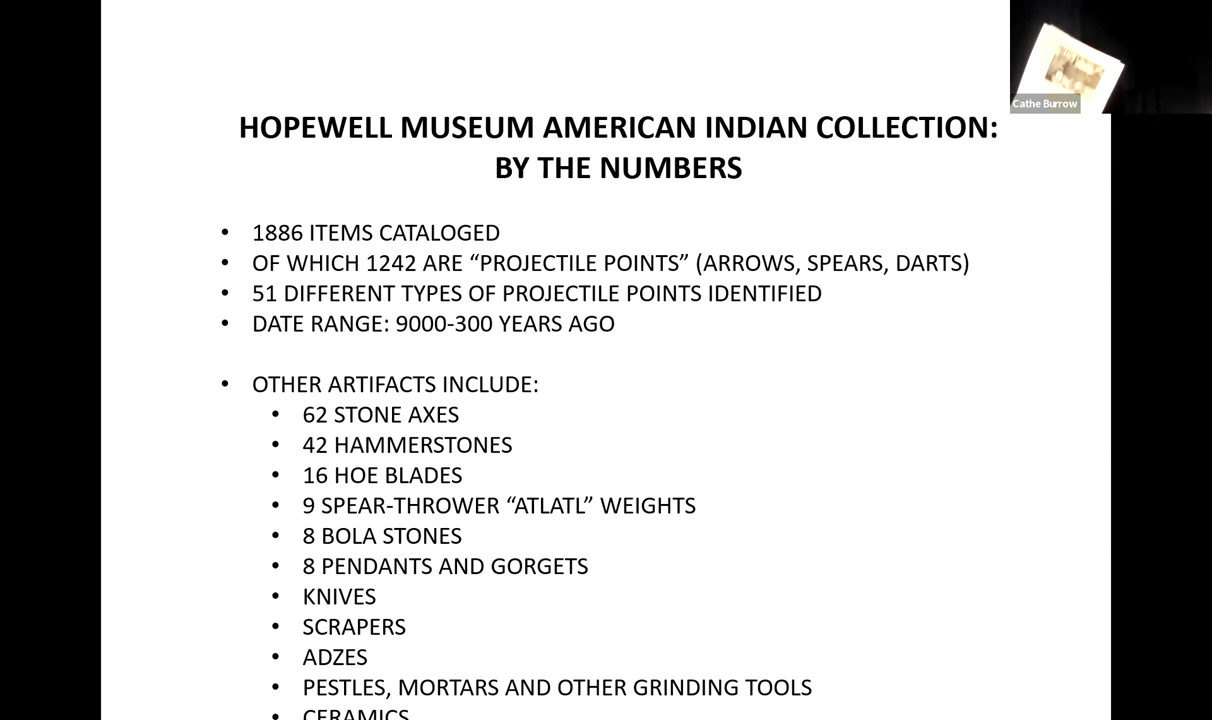 HOPEWELL MUSEUM AMERICAN INDIAN COLLECTION:
BY THE NUMBERS
• 1886 ITEMS CATALOGED
• OF WHICH 1242 ARE “PROJECTILE POINTS” (ARROWS, SPEARS, DARTS)
• 51 DIFFERENT TYPES OF PROJECTILE POINTS IDENTIFIED
• DATE RANGE: 9000-300 YEARS AGO
• OTHER ARTIFACTS INCLUDE:
• 62 STONE AXES
• 42 HAMMERSTONES
• 16 HOE BLADES
• 9 SPEAR-THROWER “ATLATL” WEIGHTS
• 8 BOLA STONES
• 8 PENDANTS AND GORGETS
• KNIVES
• SCRAPERS
• ADZES
• PESTLES, MORTARS AND OTHER GRINDING TOOLS
• CERAMICS
Cathe Burrow